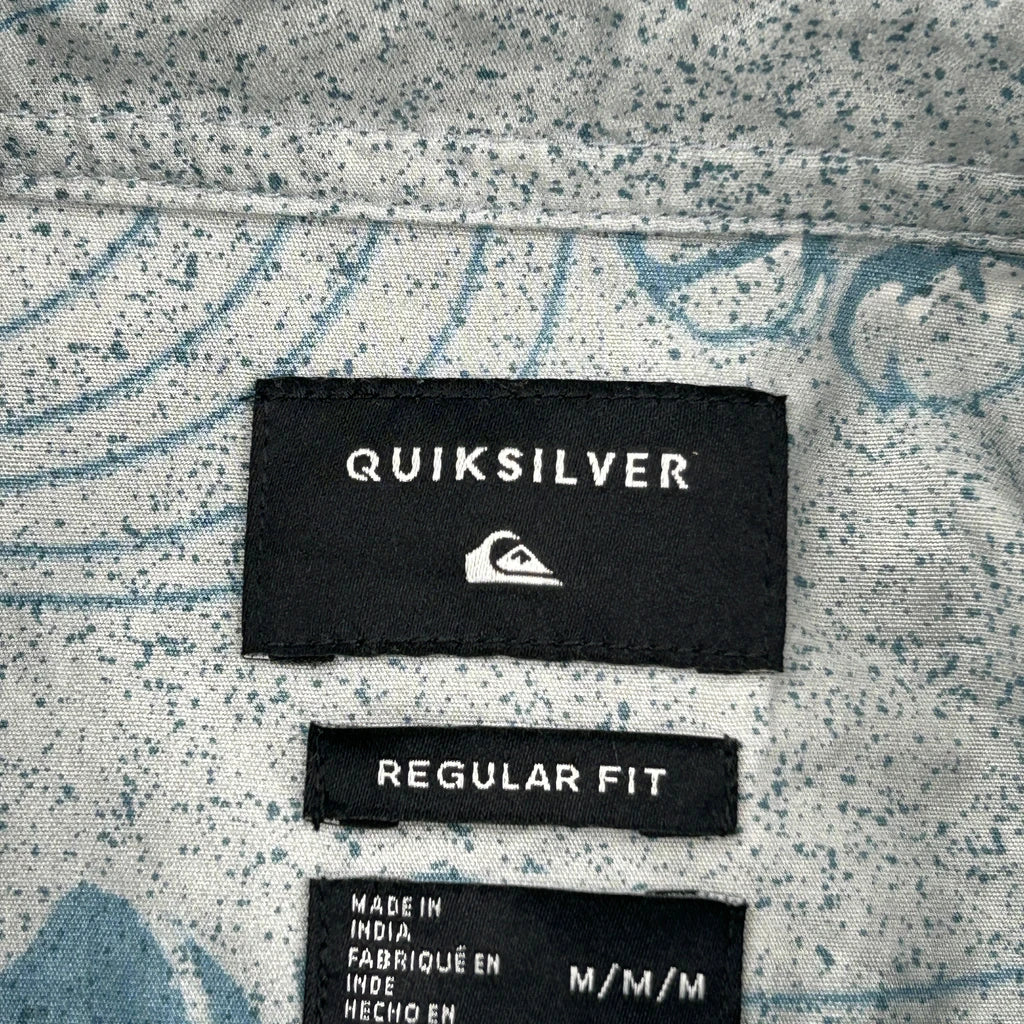 QUIKSILVER
REGULAR FIT
MADE IN
INDIA
FABRIQUÉ EN
INDE
HECHO EN
M/M/M